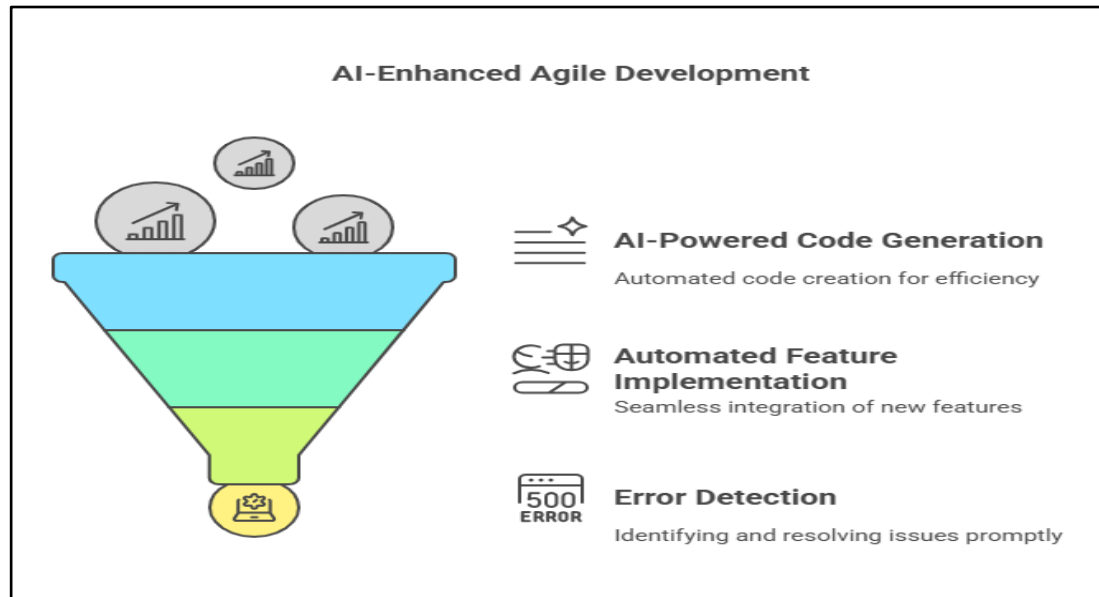 AI-Enhanced Agile Development
AI-Powered Code Generation
Automated code creation for efficiency
Automated Feature
Implementation
Seamless integration of new features
500
ERROR
Error Detection
Identifying and resolving issues promptly